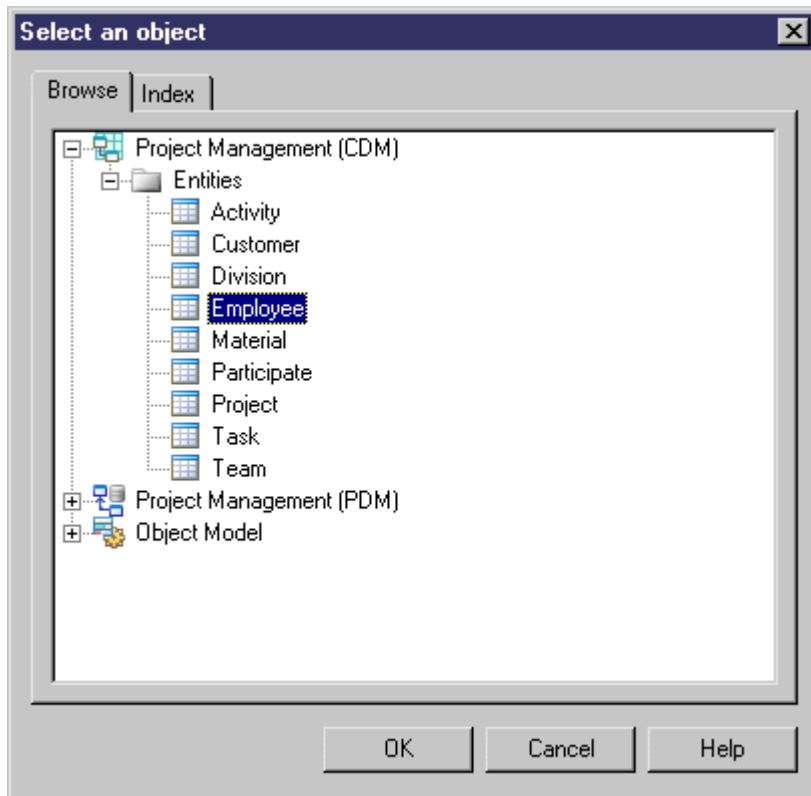 Select an object
Browse Index
Project Management (CDM)
Entities
Activity
Customer
Division
Employee
Material
Participate
Project
Task
Team
Project Management (PDM)
Object Model
OK Cancel Help